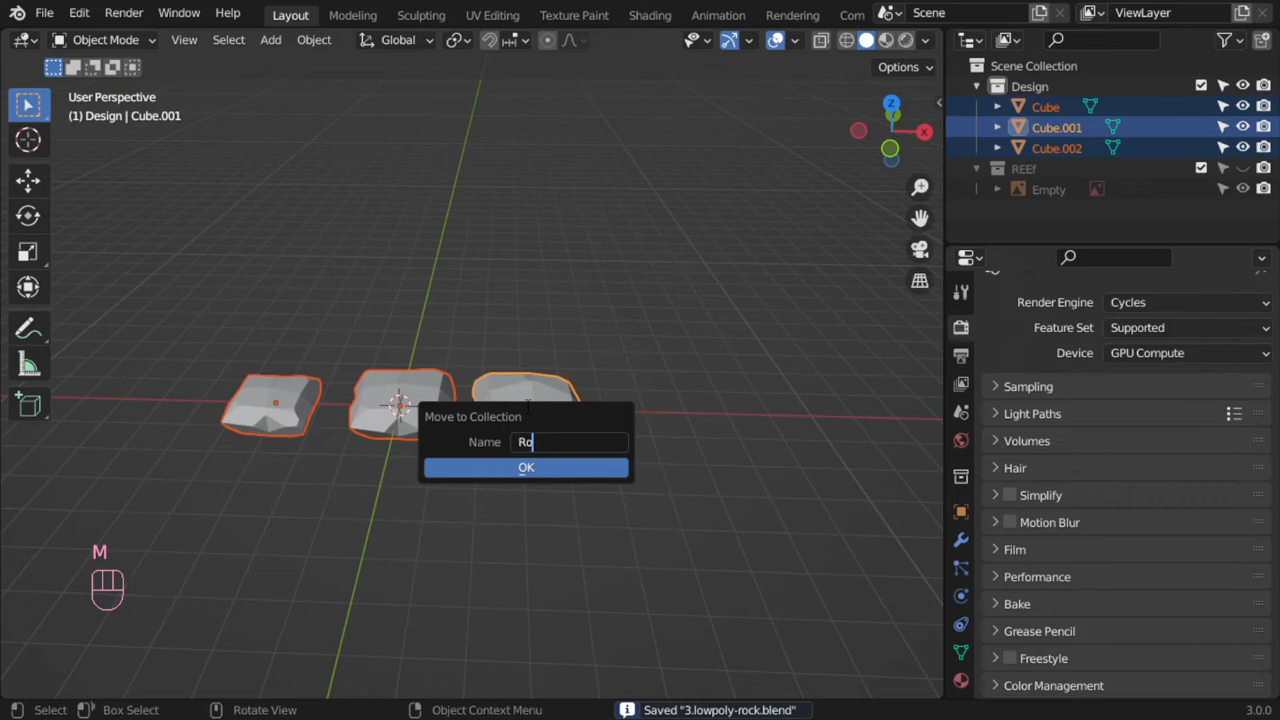 File Edit Render Window Help Layout Modeling Sculpting UV Editing Texture Paint Shading Animation Rendering Com Scene ViewLayer
Object Mode View Select Add Object Global
Options
User Perspective
(1) Design | Cube.001
Z
X
Scene Collection
Design
Cube
Cube.001
Cube.002
REEf
Empty
Render Engine Cycles
Feature Set Supported
Device GPU Compute
Sampling
Light Paths
Volumes
Hair
Simplify
Motion Blur
Film
Performance
Bake
Grease Pencil
Freestyle
Color Management
Move to Collection
Name Ro
OK
M
Select Box Select Rotate View Object Context Menu Saved "3.lowpoly-rock.blend" 3.0.0